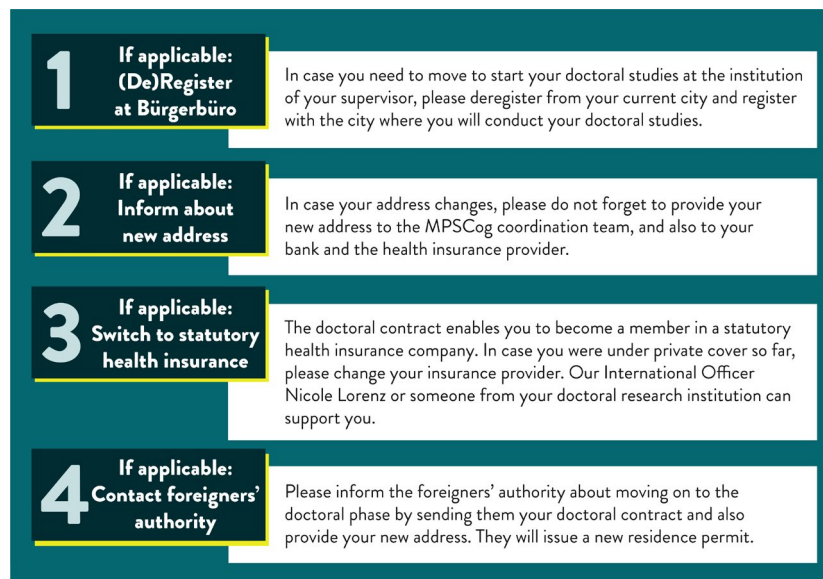 1
If applicable:
(De)Register
at Bürgerbüro
In case you need to move to start your doctoral studies at the institution
of your supervisor, please deregister from your current city and register
with the city where you will conduct your doctoral studies.
2
If applicable:
Inform about
new address
In case your address changes, please do not forget to provide your
new address to the MPSCog coordination team, and also to your
bank and the health insurance provider.
3
If applicable:
Switch to statutory
health insurance
The doctoral contract enables you to become a member in a statutory
health insurance company. In case you were under private cover so far,
please change your insurance provider. Our International Officer
Nicole Lorenz or someone from your doctoral research institution can
support you.
4
If applicable:
Contact foreigners’
authority
Please inform the foreigners’ authority about moving on to the
doctoral phase by sending them your doctoral contract and also
provide your new address. They will issue a new residence permit.